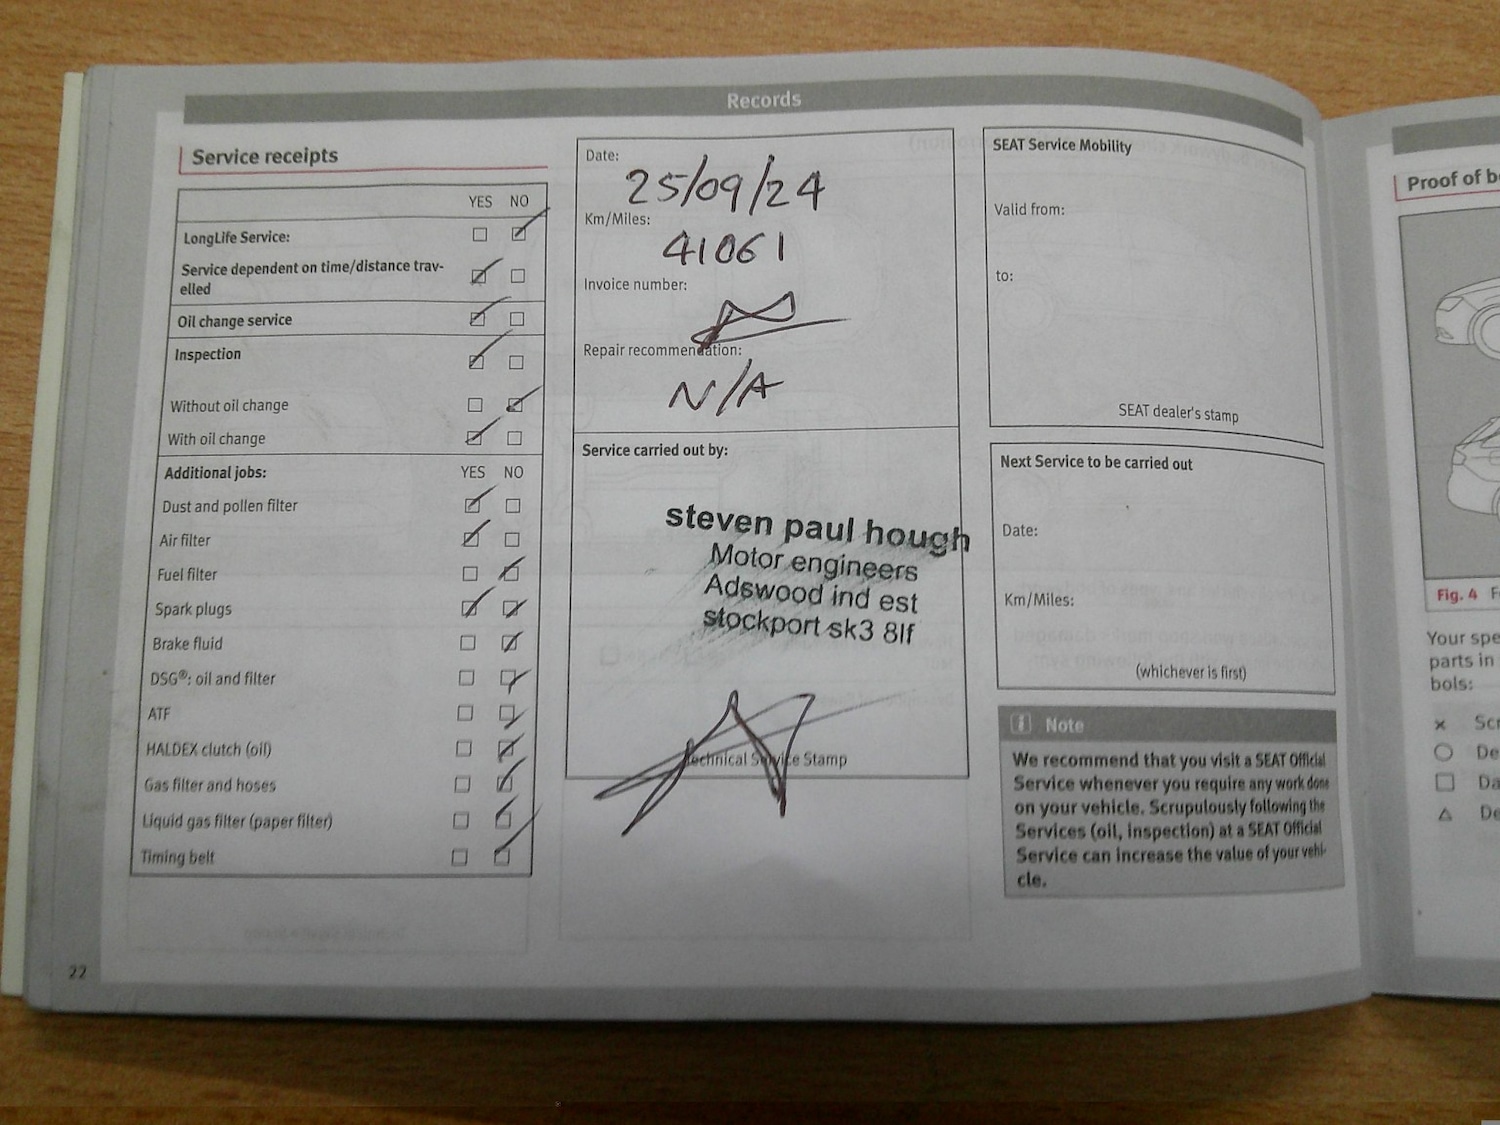 Records
Service receipts
YES NO
LongLife Service:
Service dependent on time/distance trav-
elled
Oil change service
Inspection
Without oil change
With oil change
Additional jobs: YES NO
Dust and pollen filter
Air filter
Fuel filter
Spark plugs
Brake fluid
DSG®: oil and filter
ATF
HALDEX clutch (oil)
Gas filter and hoses
Liquid gas filter (paper filter)
Timing belt
22
Date:
25/09/24
Km/Miles:
41061
Invoice number:
Repair recommendation:
N/A
Service carried out by:
steven paul hough
Motor engineers
Adswood ind est
stockport sk3 8lf
Technical Service Stamp
SEAT Service Mobility
Valid from:
to:
SEAT dealer's stamp
Next Service to be carried out
Date:
Km/Miles:
(whichever is first)
Note
We recommend that you visit a SEAT Official
Service whenever you require any work done
on your vehicle. Scrupulously following the
Services (oil, inspection) at a SEAT Official
Service can increase the value of your vehi-
cle.
Proof of
Fig. 4
Your spe
parts in
bols: